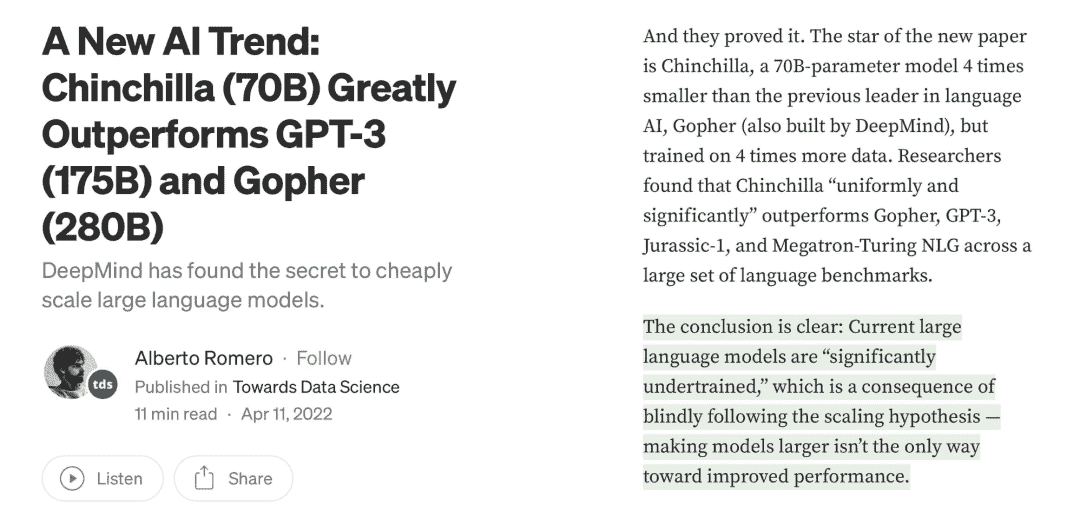 A New AI Trend:
Chinchilla (70B) Greatly
Outperforms GPT-3
(175B) and Gopher
(280B)
DeepMind has found the secret to cheaply
scale large language models.
Alberto Romero · Follow
tds
Published in Towards Data Science
11 min read · Apr 11, 2022
Listen
Share
And they proved it. The star of the new paper
is Chinchilla, a 70B-parameter model 4 times
smaller than the previous leader in language
AI, Gopher (also built by DeepMind), but
trained on 4 times more data. Researchers
found that Chinchilla “uniformly and
significantly” outperforms Gopher, GPT-3,
Jurassic-1, and Megatron-Turing NLG across a
large set of language benchmarks.
The conclusion is clear: Current large
language models are “significantly
undertrained,” which is a consequence of
blindly following the scaling hypothesis —
making models larger isn’t the only way
toward improved performance.